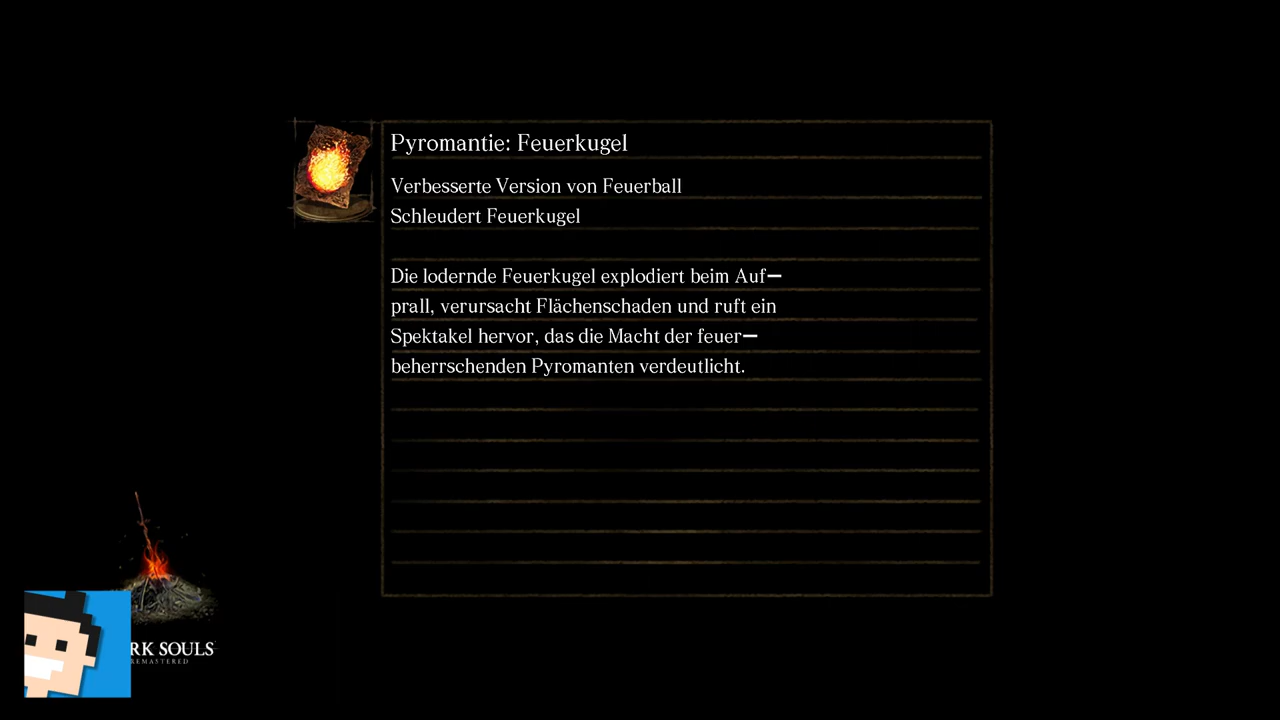 Pyromantie: Feuerkugel
Verbesserte Version von Feuerball
Schleudert Feuerkugel
Die lodernde Feuerkugel explodiert beim Auf-
prall, verursacht Flächenschaden und ruft ein
Spektakel hervor, das die Macht der feuer-
beherrschenden Pyromanten verdeutlicht.
RK SOULS
REMASTERED